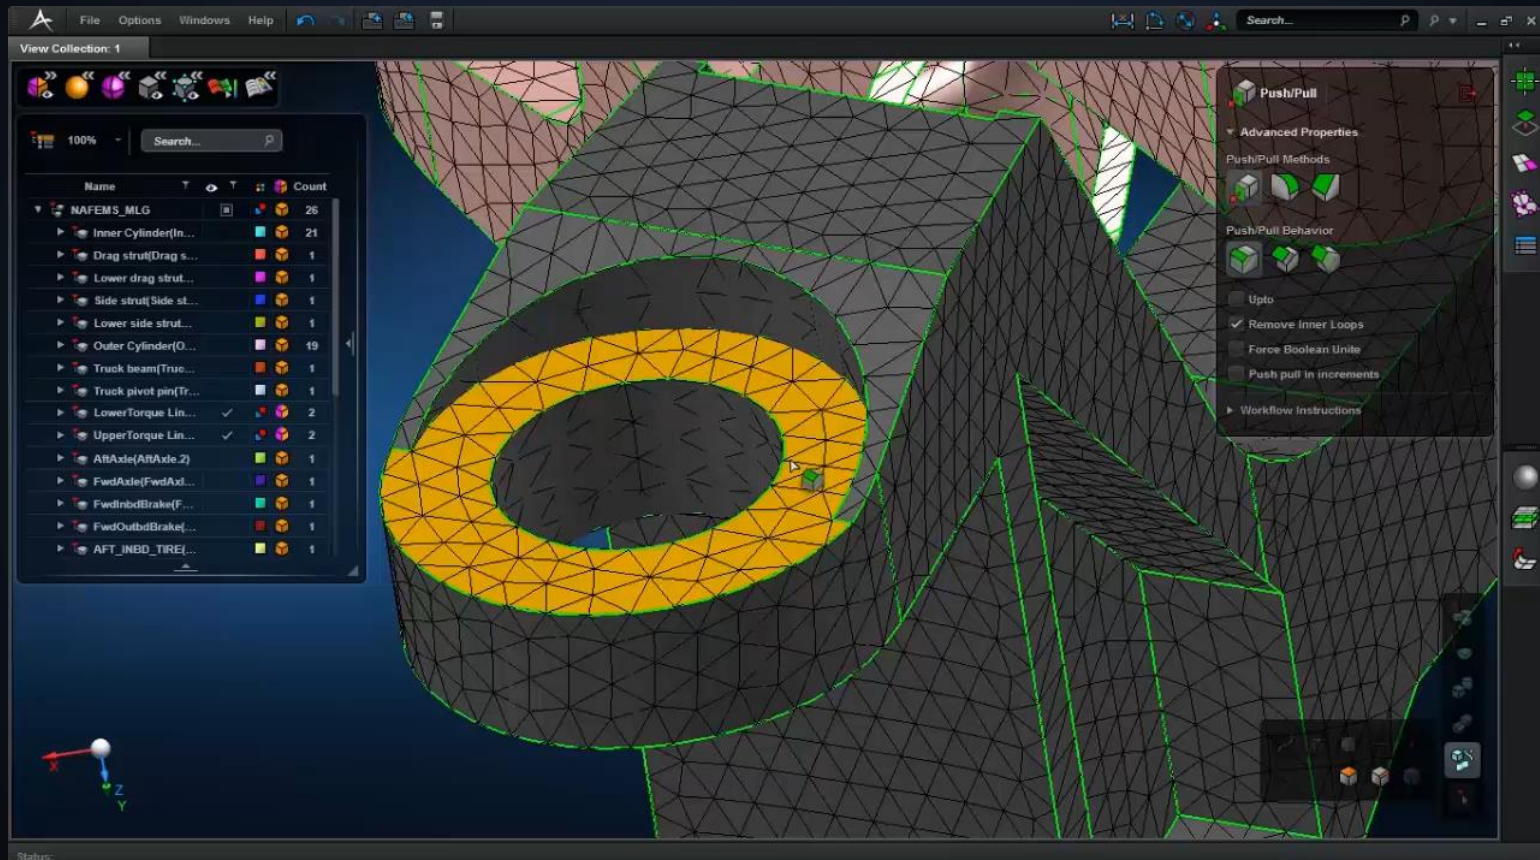 File Options Windows Help Search...
View Collection: 1
100% Search...
Name Count
NAFEMS_MLG 26
Inner Cylinder(In... 21
Drag strut(Drag s... 1
Lower drag strut... 1
Side strut(Side st... 1
Lower side strut... 1
Outer Cylinder(O... 19
Truck beam(Truc... 1
Truck pivot pin(Tr... 1
LowerTorque Lin... 2
UpperTorque Lin... 2
AftAxle(AftAxle.2) 1
FwdAxle(FwdAxl... 1
FwdInbdBrake(F... 1
FwdOutbdBrake(... 1
AFT_INBD_TIRE(... 1
Push/Pull
Advanced Properties
Push/Pull Methods
Push/Pull Behavior
Upto
Remove Inner Loops
Force Boolean Unite
Push pull in increments
Workflow Instructions
X
Z
Y
Status: